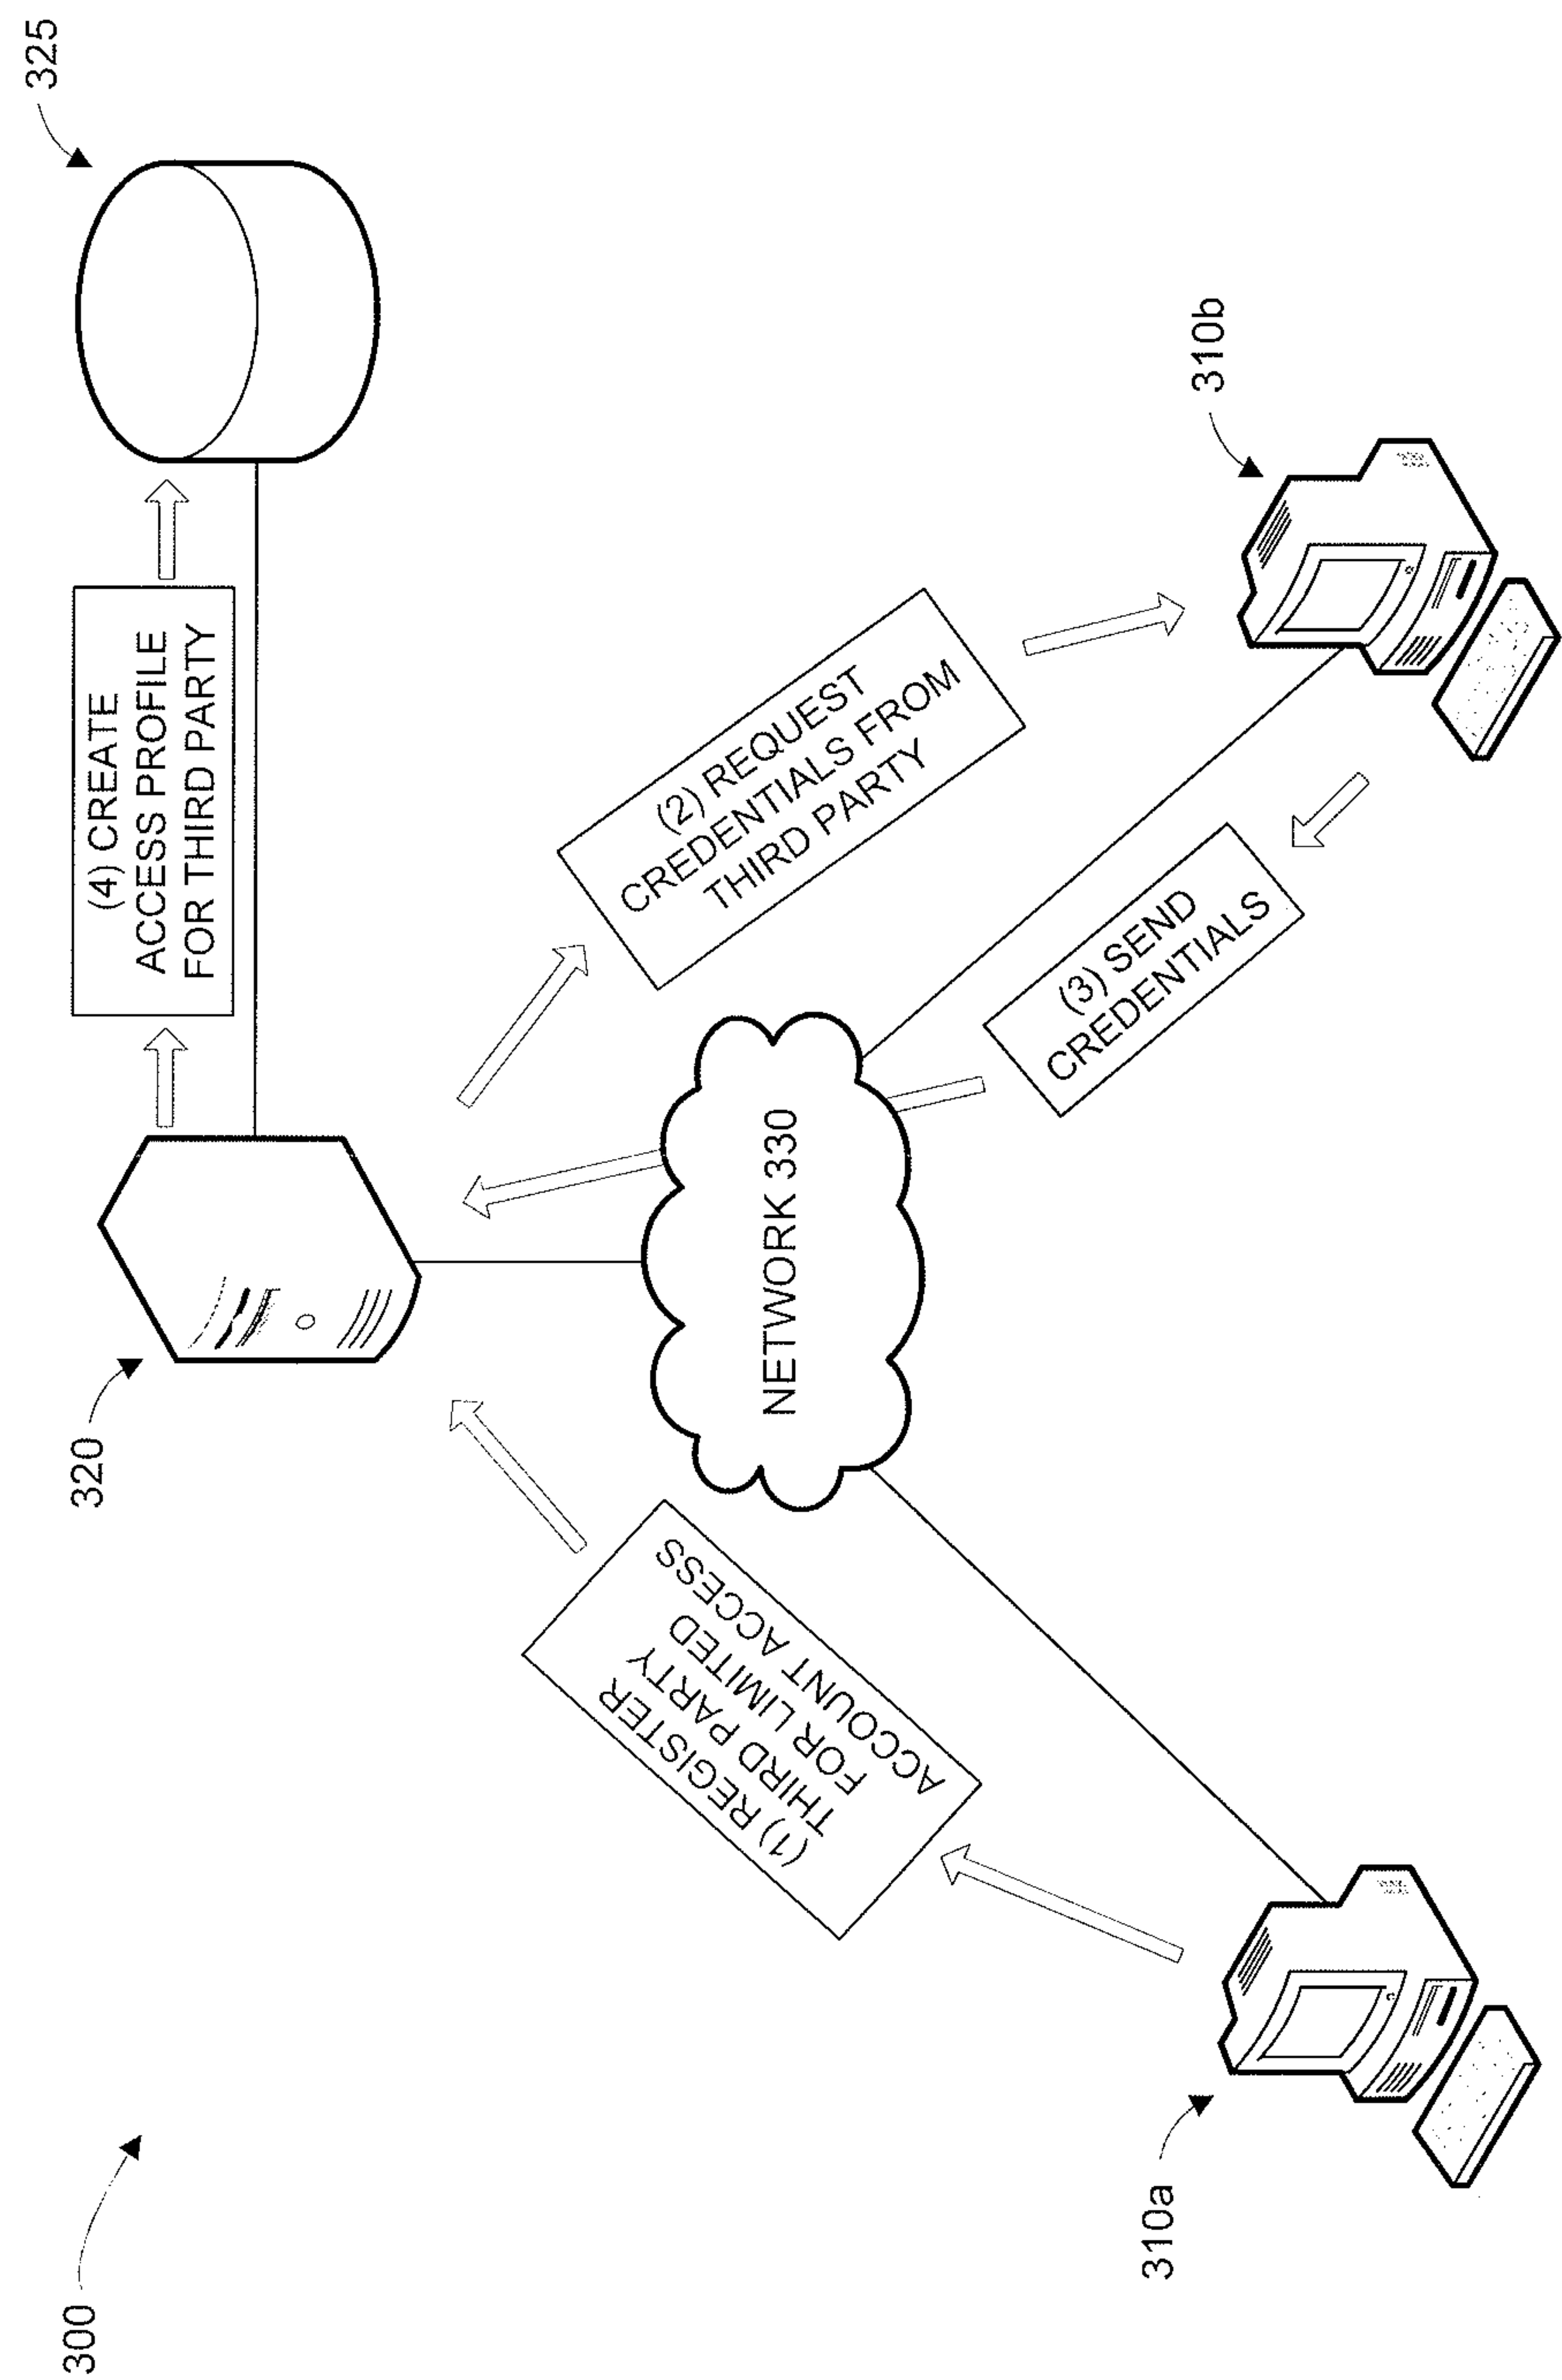 300
320
325
(4) CREATE
ACCESS PROFILE
FOR THIRD PARTY
(1) REGISTER
THIRD PARTY
FOR LIMITED
ACCOUNT ACCESS
(2) REQUEST
CREDENTIALS FROM
THIRD PARTY
NETWORK 330
(3) SEND
CREDENTIALS
310a
310b